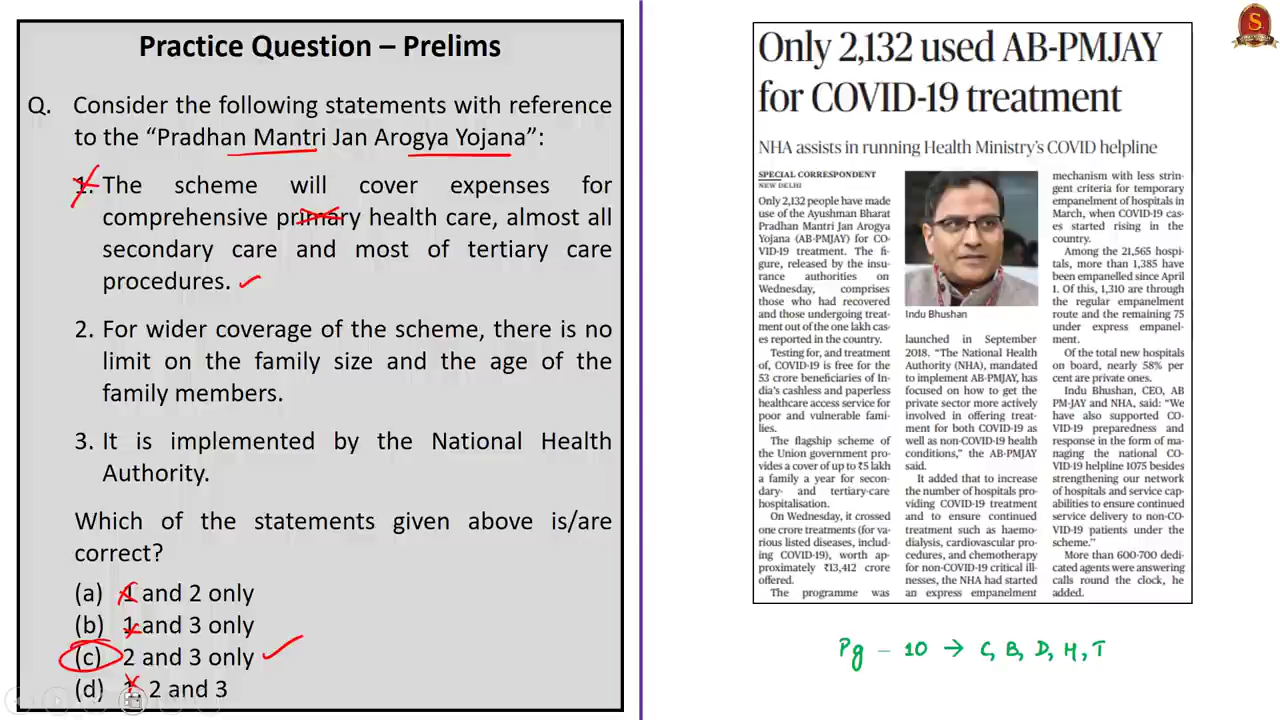 Practice Question – Prelims
Q. Consider the following statements with reference
to the “Pradhan Mantri Jan Arogya Yojana”:
1. The scheme will cover expenses for
comprehensive primary health care, almost all
secondary care and most of tertiary care
procedures.
2. For wider coverage of the scheme, there is no
limit on the family size and the age of the
family members.
3. It is implemented by the National Health
Authority.
Which of the statements given above is/are
correct?
(a) 1 and 2 only
(b) 1 and 3 only
(c) 2 and 3 only
(d) 1, 2 and 3
Only 2,132 used AB-PMJAY
for COVID-19 treatment
NHA assists in running Health Ministry’s COVID helpline
SPECIAL CORRESPONDENT
NEW DELHI
Only 2,132 people have made
use of the Ayushman Bharat
Pradhan Mantri Jan Arogya
Yojana (AB-PMJAY) for CO-
VID-19 treatment. The fi-
gure, released by the insu-
rance authorities on
Wednesday, comprises
those who had recovered
and those undergoing treat-
ment out of the one lakh cas-
es reported in the country.
Testing for, and treatment
of, COVID-19 is free for the
53 crore beneficiaries of In-
dia’s cashless and paperless
healthcare access service for
poor and vulnerable fami-
lies.
The flagship scheme of
the Union government pro-
vides a cover of up to ₹5 lakh
a family a year for secon-
dary- and tertiary-care
hospitalisation.
On Wednesday, it crossed
one crore treatments (for va-
rious listed diseases, includ-
ing COVID-19), worth ap-
proximately ₹13,412 crore
offered.
The programme was
Indu Bhushan
launched in September
2018. “The National Health
Authority (NHA), mandated
to implement AB-PMJAY, has
focused on how to get the
private sector more actively
involved in offering treat-
ment for both COVID-19 as
well as non-COVID-19 health
conditions,” the AB-PMJAY
said.
It added that to increase
the number of hospitals pro-
viding COVID-19 treatment
and to ensure continued
treatment such as haemo-
dialysis, cardiovascular pro-
cedures, and chemotherapy
for non-COVID-19 critical ill-
nesses, the NHA had started
an express empanelment
mechanism with less strin-
gent criteria for temporary
empanelment of hospitals in
March, when COVID-19 cas-
es started rising in the
country.
Among the 21,565 hospi-
tals, more than 1,385 have
been empanelled since April
1. Of this, 1,310 are through
the regular empanelment
route and the remaining 75
under express empanel-
ment.
Of the total new hospitals
on board, nearly 58% per
cent are private ones.
Indu Bhushan, CEO, AB
PM-JAY and NHA, said: “We
have also supported CO-
VID-19 preparedness and
response in the form of ma-
naging the national CO-
VID-19 helpline 1075 besides
strengthening our network
of hospitals and service cap-
abilities to ensure continued
service delivery to non-CO-
VID-19 patients under the
scheme.”
More than 600-700 dedi-
cated agents were answering
calls round the clock, he
added.
Pg – 10 → C, B, D, H, T